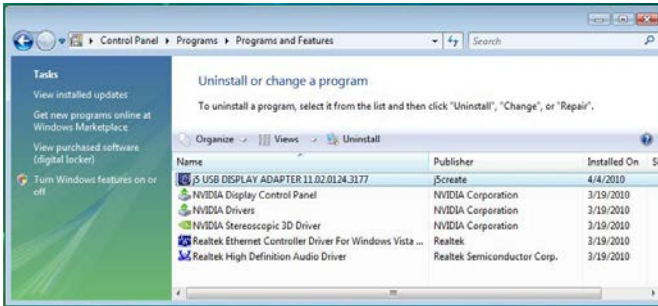 Control Panel Programs Programs and Features Search
Tasks
View installed updates
Get new programs online at
Windows Marketplace
View purchased software
(digital locker)
Turn Windows features on or
off
Uninstall or change a program
To uninstall a program, select it from the list and then click "Uninstall", "Change", or "Repair".
Organize Views Uninstall
Name Publisher Installed On S
j5 USB DISPLAY ADAPTER 11.02.0124.3177 j5create 4/4/2010
NVIDIA Display Control Panel NVIDIA Corporation 3/19/2010
NVIDIA Drivers NVIDIA Corporation 3/19/2010
NVIDIA Stereoscopic 3D Driver NVIDIA Corporation 3/19/2010
Realtek Ethernet Controller Driver For Windows Vista ... Realtek 3/19/2010
Realtek High Definition Audio Driver Realtek Semiconductor Corp. 3/19/2010